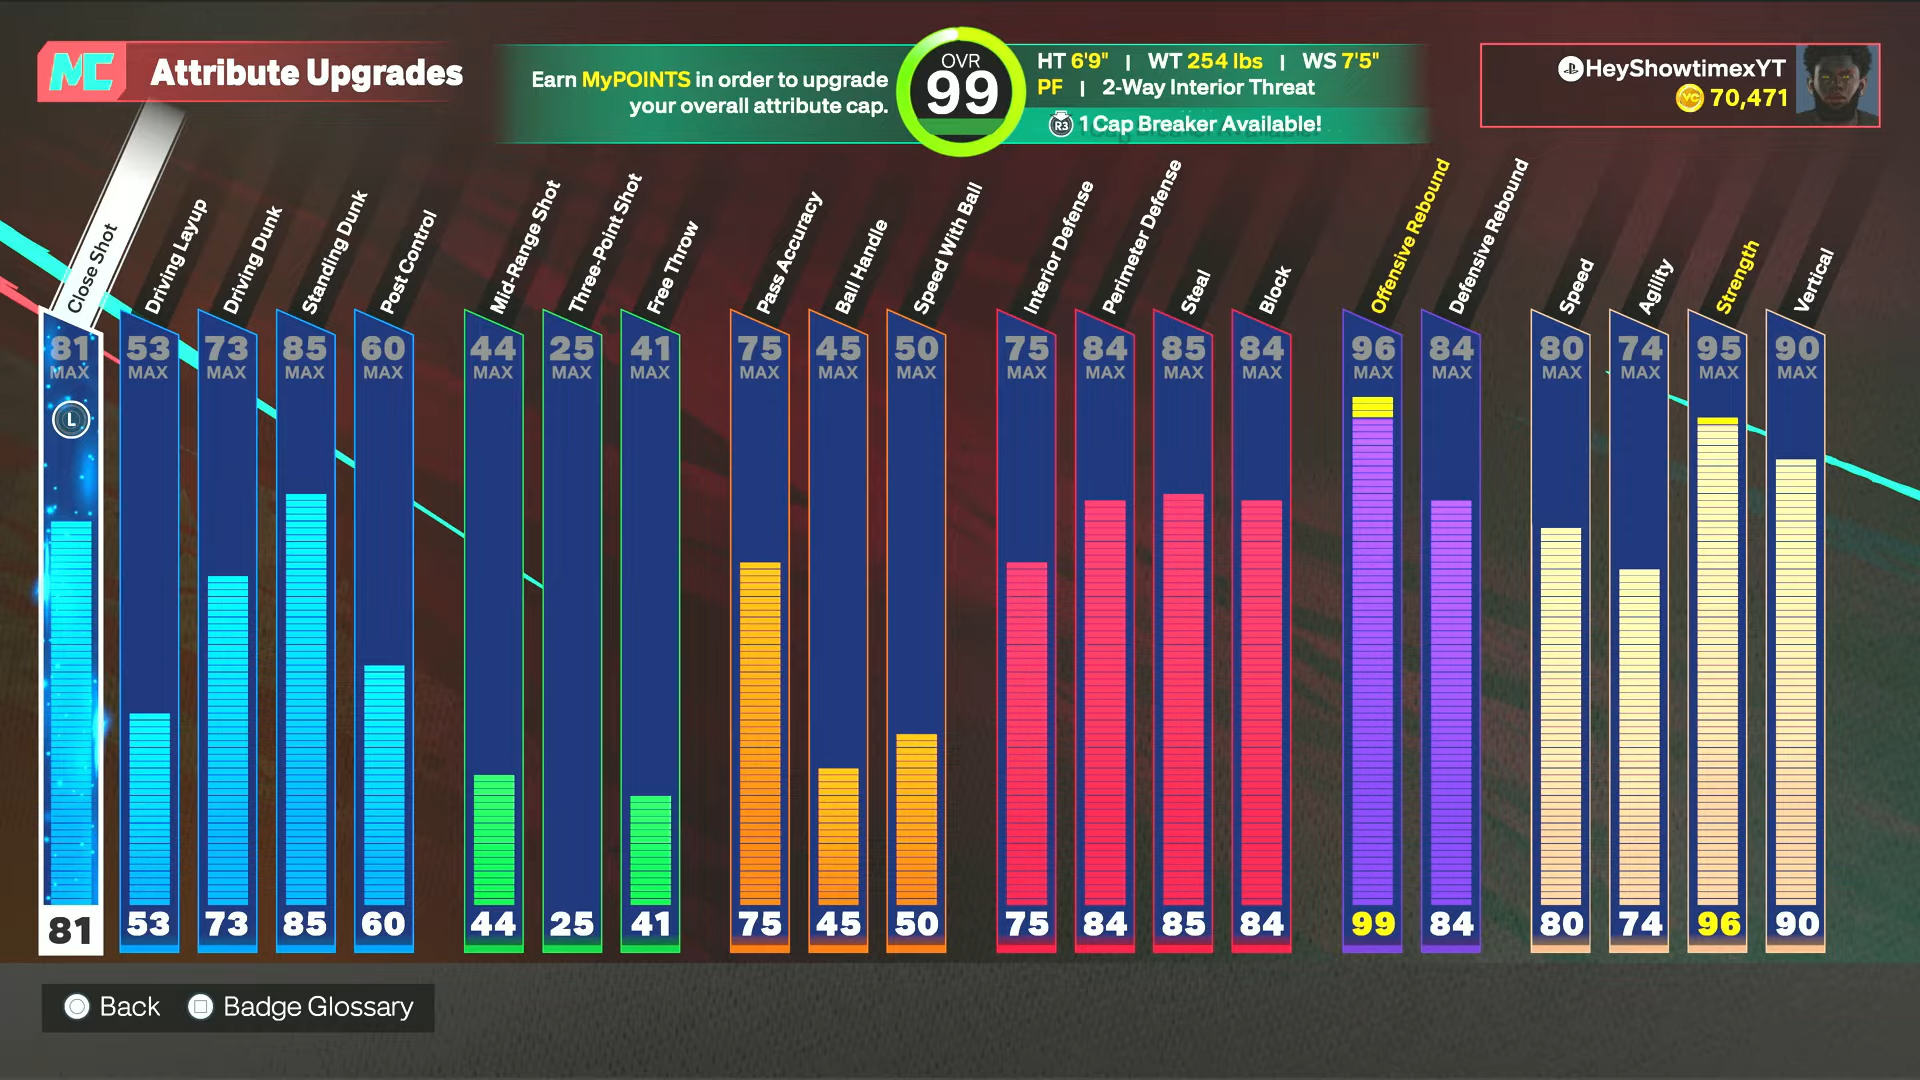 MC Attribute Upgrades
Earn MyPOINTS in order to upgrade
your overall attribute cap.
OVR
99
HT 6'9" | WT 254 lbs | WS 7'5"
PF | 2-Way Interior Threat
R3 1 Cap Breaker Available!
HeyShowtimexYT
VC 70,471
Close Shot
Driving Layup
Driving Dunk
Standing Dunk
Post Control
Mid-Range Shot
Three-Point Shot
Free Throw
Pass Accuracy
Ball Handle
Speed With Ball
Interior Defense
Perimeter Defense
Steal
Block
Offensive Rebound
Defensive Rebound
Speed
Agility
Strength
Vertical
81 53 73 85 60 44 25 41 75 45 50 75 84 85 84 96 84 80 74 95 90
MAX MAX MAX MAX MAX MAX MAX MAX MAX MAX MAX MAX MAX MAX MAX MAX MAX MAX MAX MAX MAX
L
81 53 73 85 60 44 25 41 75 45 50 75 84 85 84 99 84 80 74 96 90
Back Badge Glossary